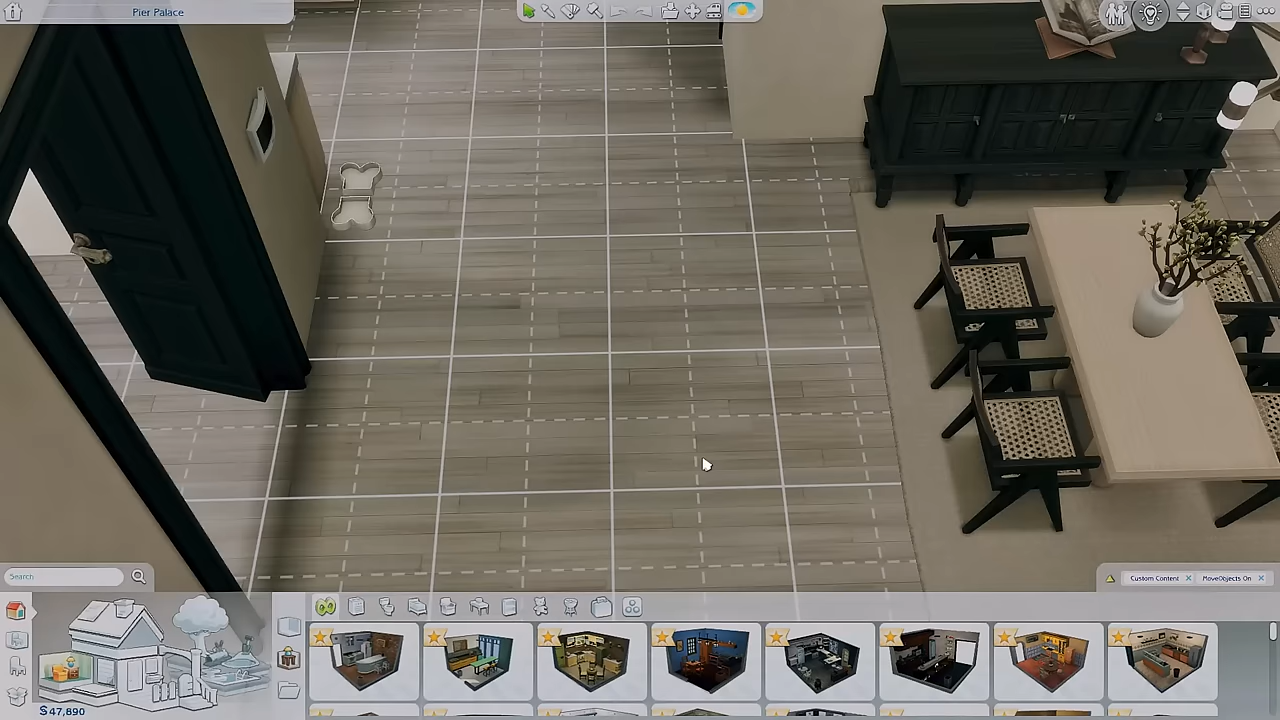 Pier Palace
Search
Custom Content
MoveObjects On
$47,890